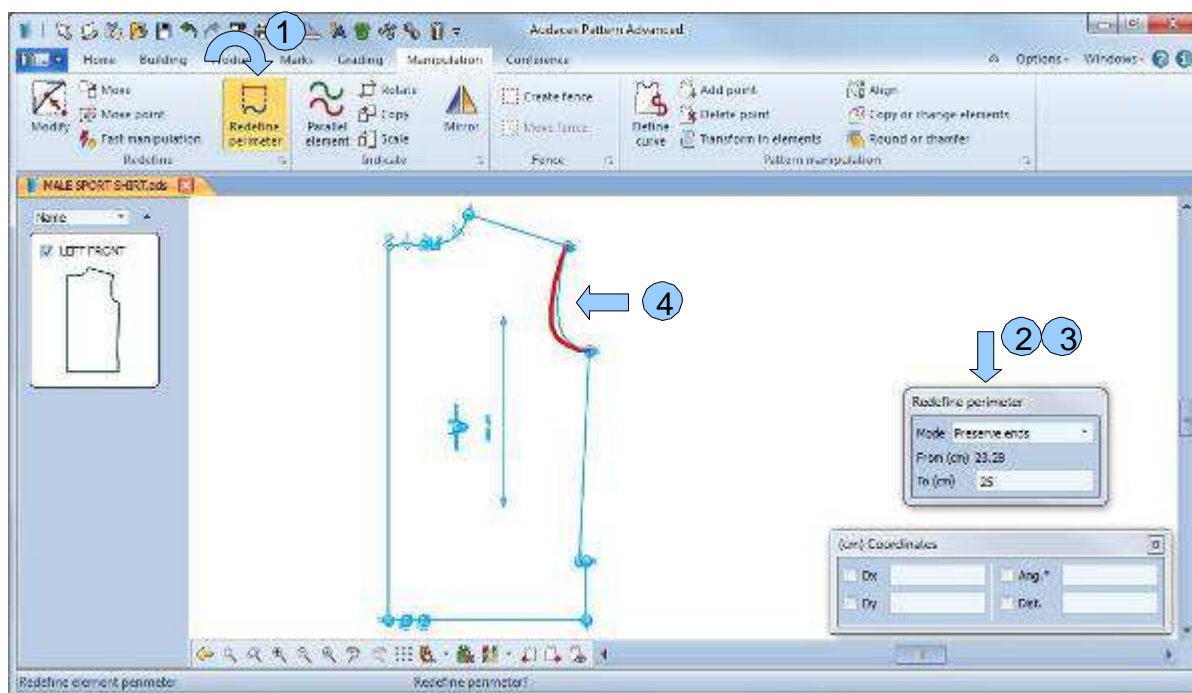 1
Audaces Pattern Advanced
Home Building Marks Grading Manipulation Conference Options Windows
Modify
Move
Move point
Fast manipulation
Redefine
Redefine perimeter
Parallel element
Rotate
Copy
Scale
Mirror
Indicate
Create fence
Move fence
Fence
Define curve
Add point
Delete point
Transform in elements
Align
Copy or change elements
Round or chamfer
Pattern manipulation
MALE SPORT SHIRT.ads
Name
LEFT FRONT
4
2 3
Redefine perimeter
Mode Preserve ends
From (cm) 23.28
To (cm) 25
(cm) Coordinates
Dx Ang.°
Dy Dist.
Redefine element perimeter Redefine perimeter!